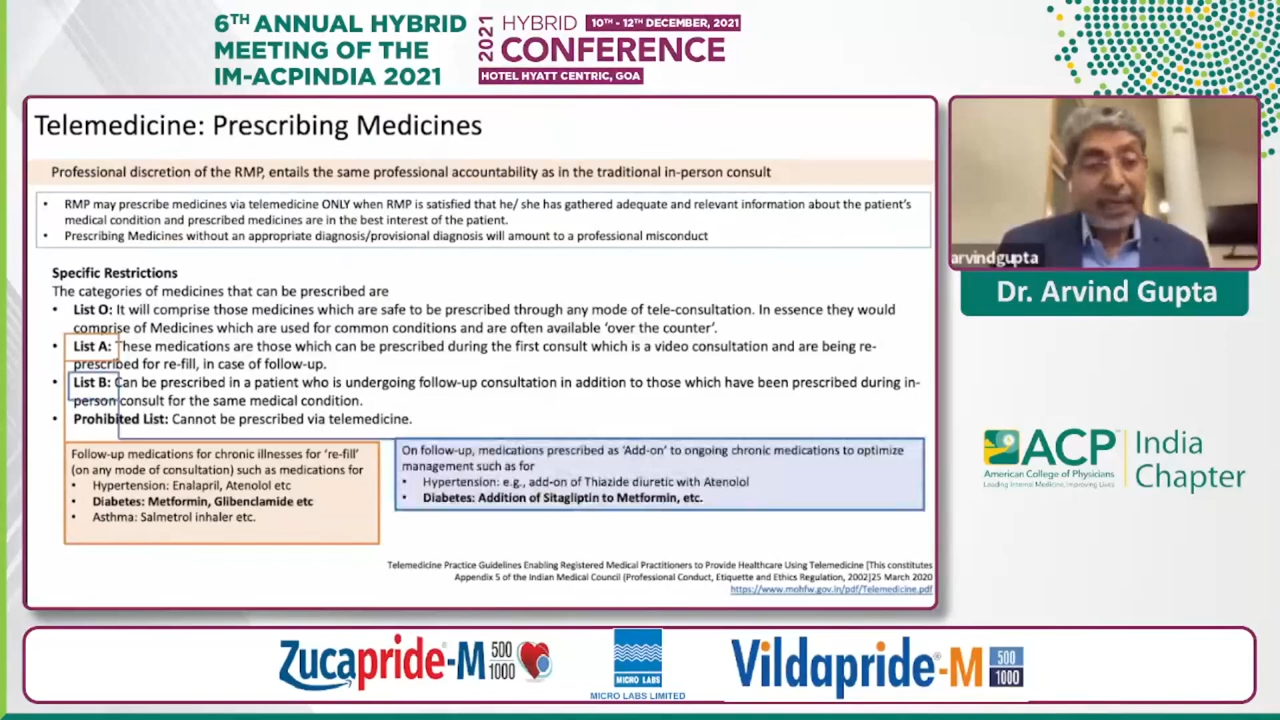 6TH ANNUAL HYBRID
MEETING OF THE
IM-ACPINDIA 2021
2021
HYBRID 10TH - 12TH DECEMBER, 2021
CONFERENCE
HOTEL HYATT CENTRIC, GOA
Telemedicine: Prescribing Medicines
Professional discretion of the RMP, entails the same professional accountability as in the traditional in-person consult
• RMP may prescribe medicines via telemedicine ONLY when RMP is satisfied that he/ she has gathered adequate and relevant information about the patient's
medical condition and prescribed medicines are in the best interest of the patient.
• Prescribing Medicines without an appropriate diagnosis/provisional diagnosis will amount to a professional misconduct
Specific Restrictions
The categories of medicines that can be prescribed are
• List O: It will comprise those medicines which are safe to be prescribed through any mode of tele-consultation. In essence they would
comprise of Medicines which are used for common conditions and are often available 'over the counter'.
• List A: These medications are those which can be prescribed during the first consult which is a video consultation and are being re-
prescribed for re-fill, in case of follow-up.
• List B: Can be prescribed in a patient who is undergoing follow-up consultation in addition to those which have been prescribed during in-
person consult for the same medical condition.
• Prohibited List: Cannot be prescribed via telemedicine.
Follow-up medications for chronic illnesses for 're-fill'
(on any mode of consultation) such as medications for
• Hypertension: Enalapril, Atenolol etc
• Diabetes: Metformin, Glibenclamide etc
• Asthma: Salmetrol inhaler etc.
On follow-up, medications prescribed as 'Add-on' to ongoing chronic medications to optimize
management such as for
• Hypertension: e.g., add-on of Thiazide diuretic with Atenolol
• Diabetes: Addition of Sitagliptin to Metformin, etc.
Telemedicine Practice Guidelines Enabling Registered Medical Practitioners to Provide Healthcare Using Telemedicine [This constitutes
Appendix 5 of the Indian Medical Council (Professional Conduct, Etiquette and Ethics Regulation, 2002]25 March 2020
https://www.mohfw.gov.in/pdf/Telemedicine.pdf
arvindgupta
Dr. Arvind Gupta
ACP
American College of Physicians
Leading Internal Medicine, Improving Lives
India
Chapter
Zucapride®-M 500 1000
MICRO LABS
MICRO LABS LIMITED
Vildapride®-M 500 1000